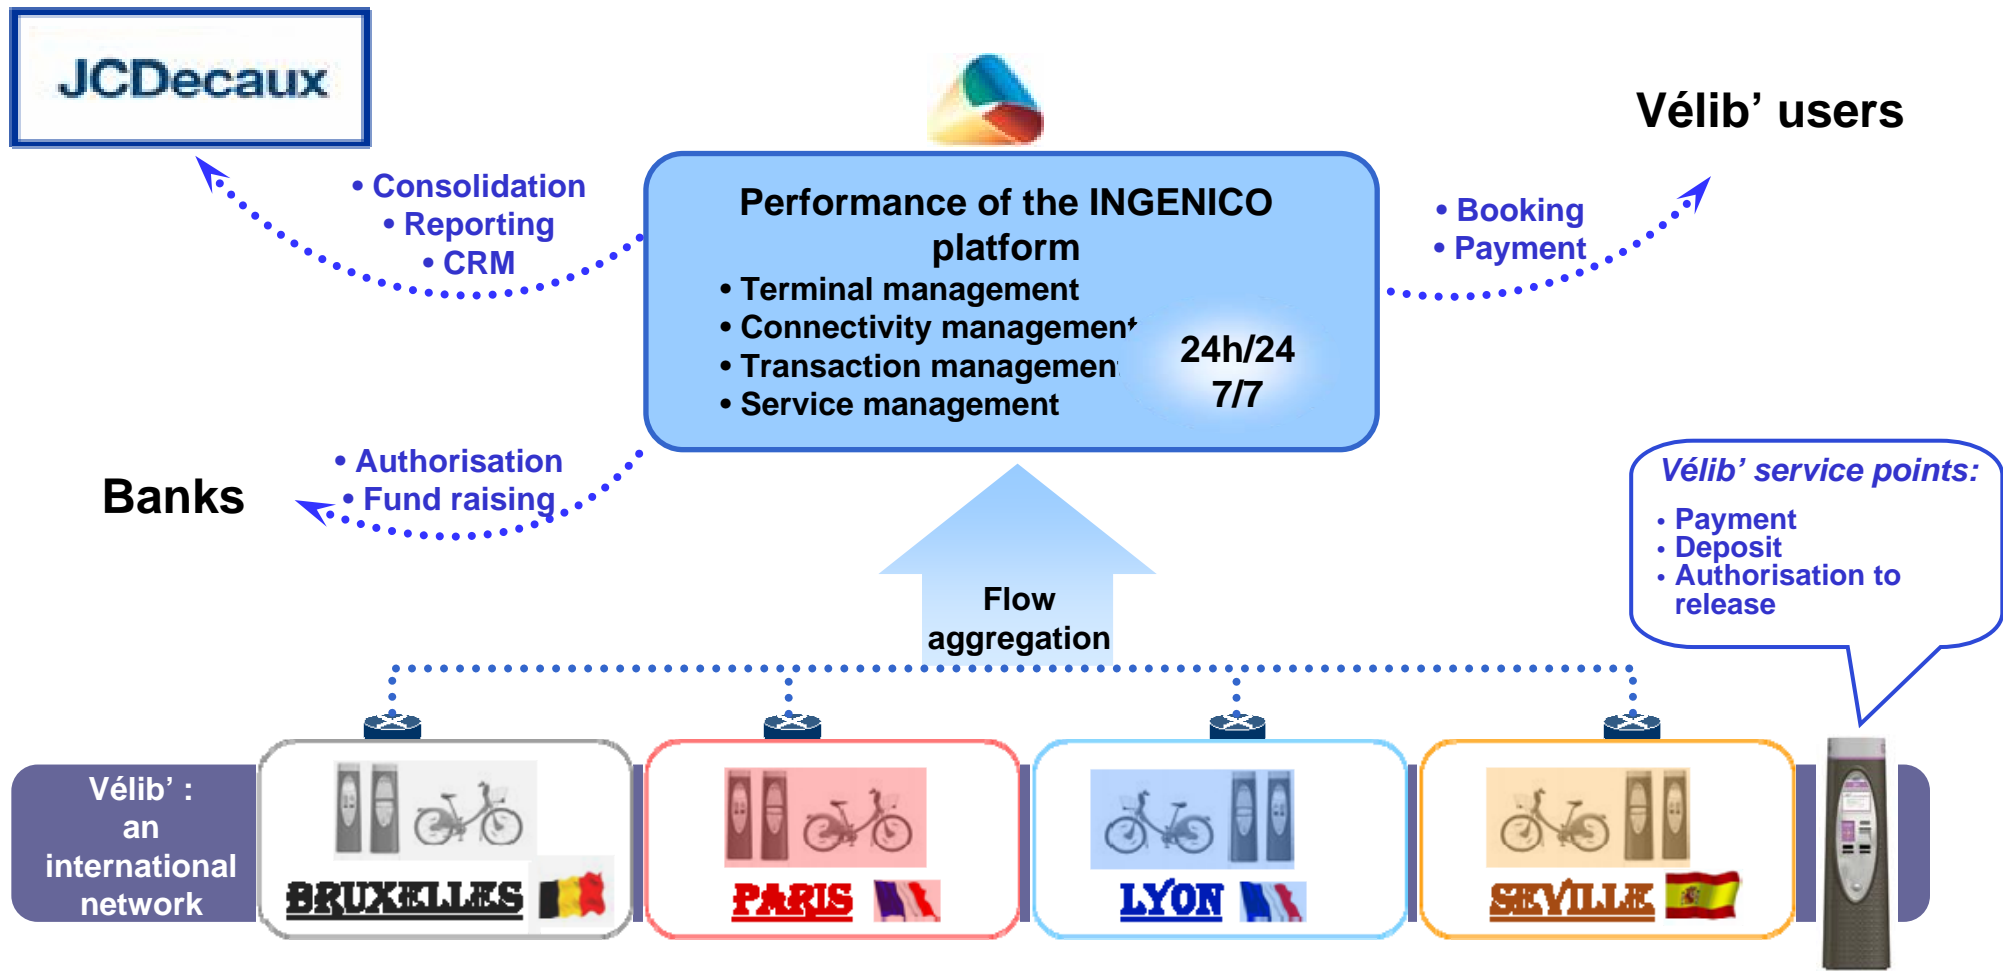 JCDecaux
Vélib’ users
• Consolidation
• Reporting
• CRM
Performance of the INGENICO
platform
• Terminal management
• Connectivity management
• Transaction management
• Service management
24h/24
7/7
• Booking
• Payment
Banks
• Authorisation
• Fund raising
Vélib’ service points:
• Payment
• Deposit
• Authorisation to
release
Flow
aggregation
Vélib’ :
an
international
network
BRUXELLES
PARIS
LYON
SEVILLE